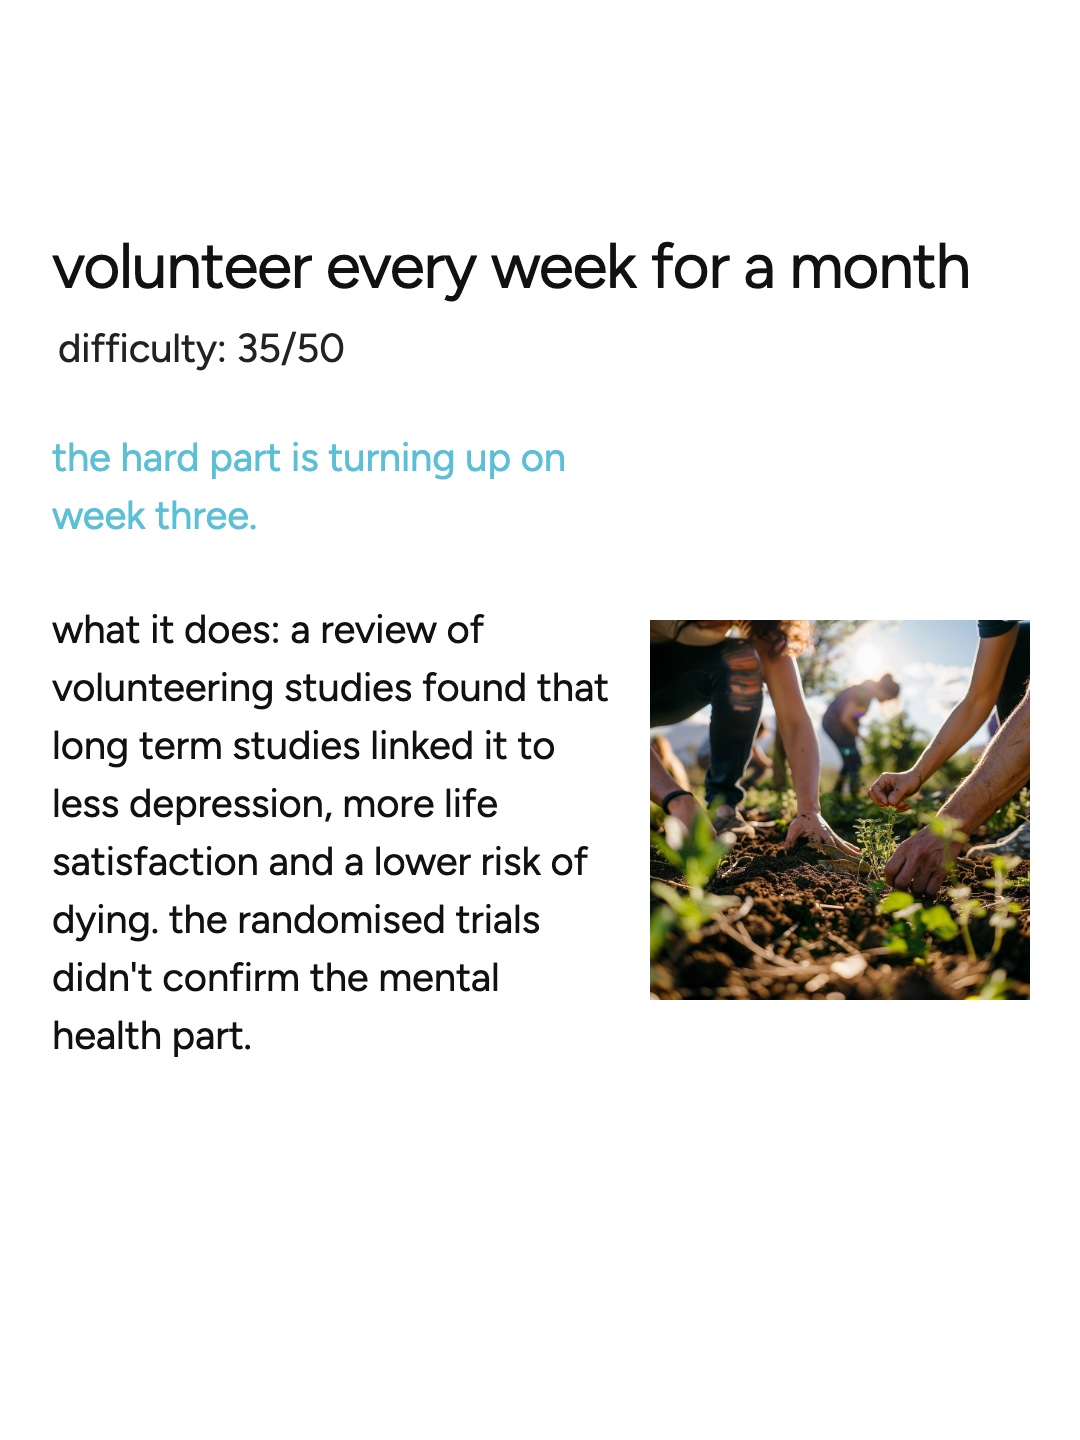 volunteer every week for a month
difficulty: 35/50
the hard part is turning up on
week three.
what it does: a review of
volunteering studies found that
long term studies linked it to
less depression, more life
satisfaction and a lower risk of
dying. the randomised trials
didn't confirm the mental
health part.